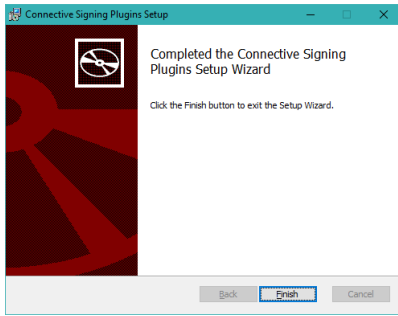 Connective Signing Plugins Setup
Completed the Connective Signing
Plugins Setup Wizard
Click the Finish button to exit the Setup Wizard.
Back Finish Cancel